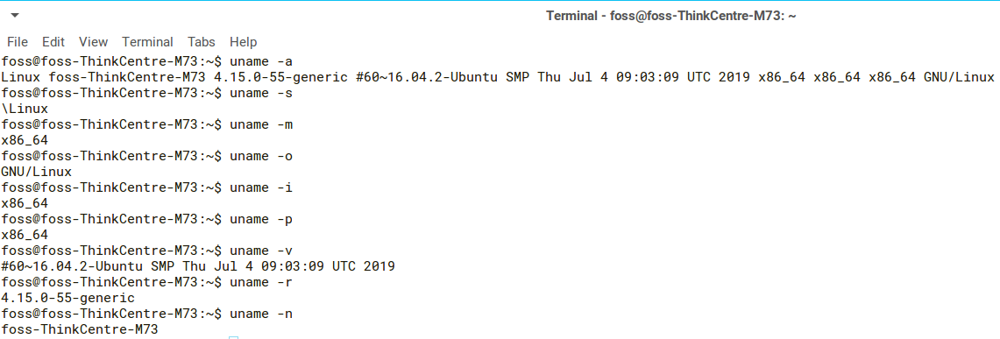 Terminal - foss@foss-ThinkCentre-M73: ~
File Edit View Terminal Tabs Help
foss@foss-ThinkCentre-M73:~$ uname -a
Linux foss-ThinkCentre-M73 4.15.0-55-generic #60~16.04.2-Ubuntu SMP Thu Jul 4 09:03:09 UTC 2019 x86_64 x86_64 x86_64 GNU/Linux
foss@foss-ThinkCentre-M73:~$ uname -s
\Linux
foss@foss-ThinkCentre-M73:~$ uname -m
x86_64
foss@foss-ThinkCentre-M73:~$ uname -o
GNU/Linux
foss@foss-ThinkCentre-M73:~$ uname -i
x86_64
foss@foss-ThinkCentre-M73:~$ uname -p
x86_64
foss@foss-ThinkCentre-M73:~$ uname -v
#60~16.04.2-Ubuntu SMP Thu Jul 4 09:03:09 UTC 2019
foss@foss-ThinkCentre-M73:~$ uname -r
4.15.0-55-generic
foss@foss-ThinkCentre-M73:~$ uname -n
foss-ThinkCentre-M73